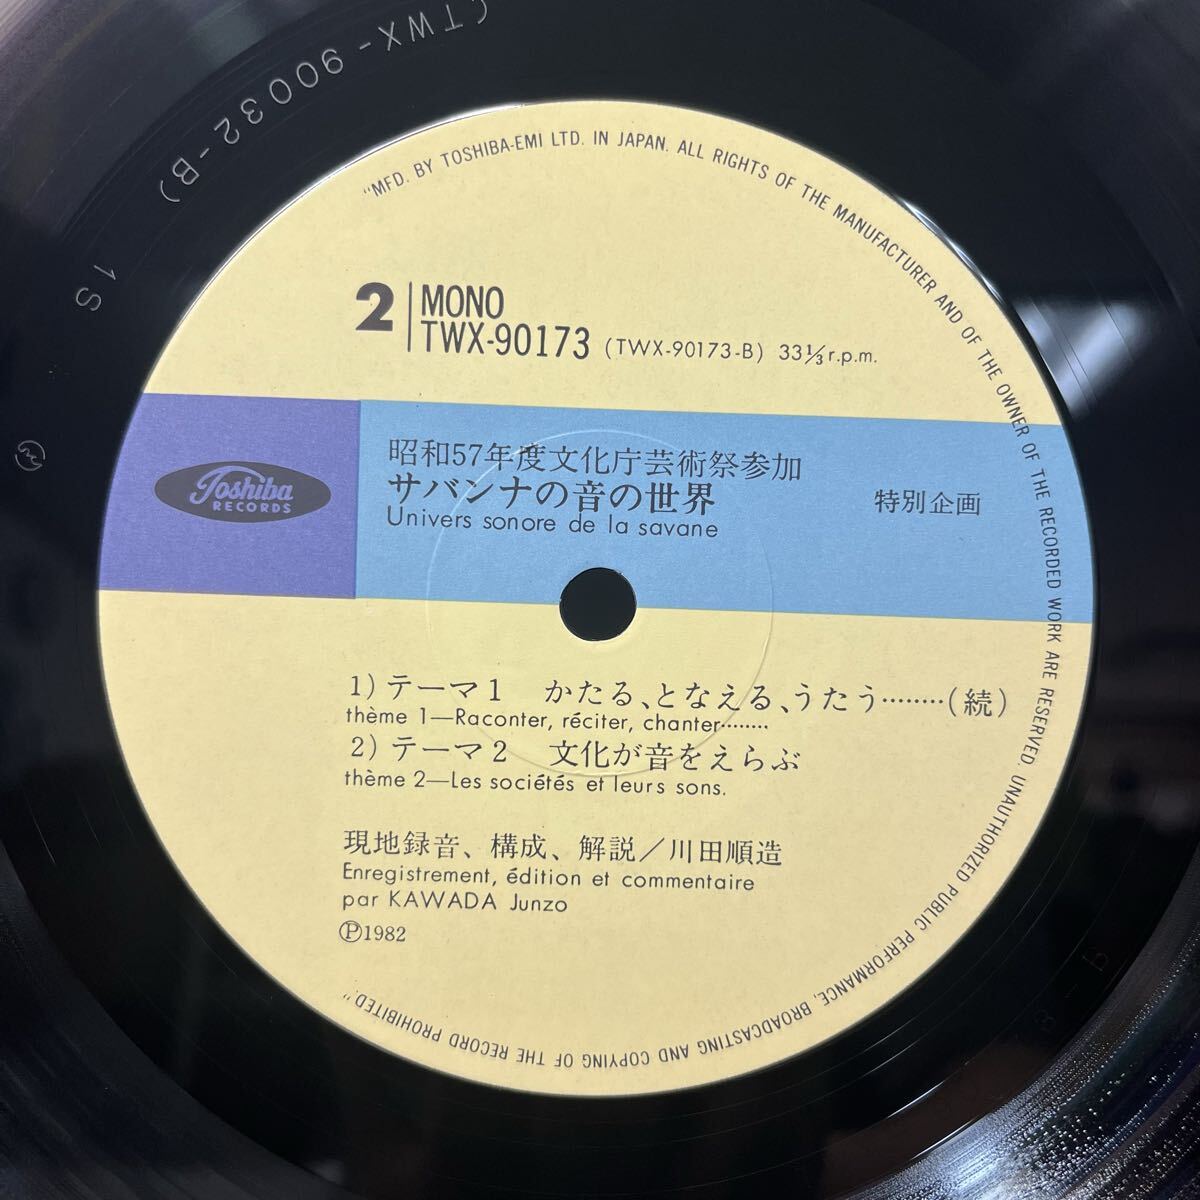 (TWX-90032-B) 1S
"MFD. BY TOSHIBA-EMI LTD. IN JAPAN. ALL RIGHTS OF THE MANUFACTURER AND OF THE OWNER OF THE RECORDED WORK ARE RESERVED. UNAUTHORIZED PUBLIC PERFORMANCE, BROADCASTING AND COPYING OF THE RECORD PROHIBITED."
2 MONO
TWX-90173 (TWX-90173-B) 33⅓ r.p.m.
昭和57年度文化庁芸術祭参加
サバンナの音の世界 特別企画
Univers sonore de la savane
Toshiba
RECORDS
1) テーマ1 かたる、となえる、うたう………(続)
thème 1—Raconter, réciter, chanter………
2) テーマ2 文化が音をえらぶ
thème 2—Les sociétés et leurs sons.
現地録音、構成、解説／川田順造
Enregistrement, édition et commentaire
par KAWADA Junzo
Ⓟ1982